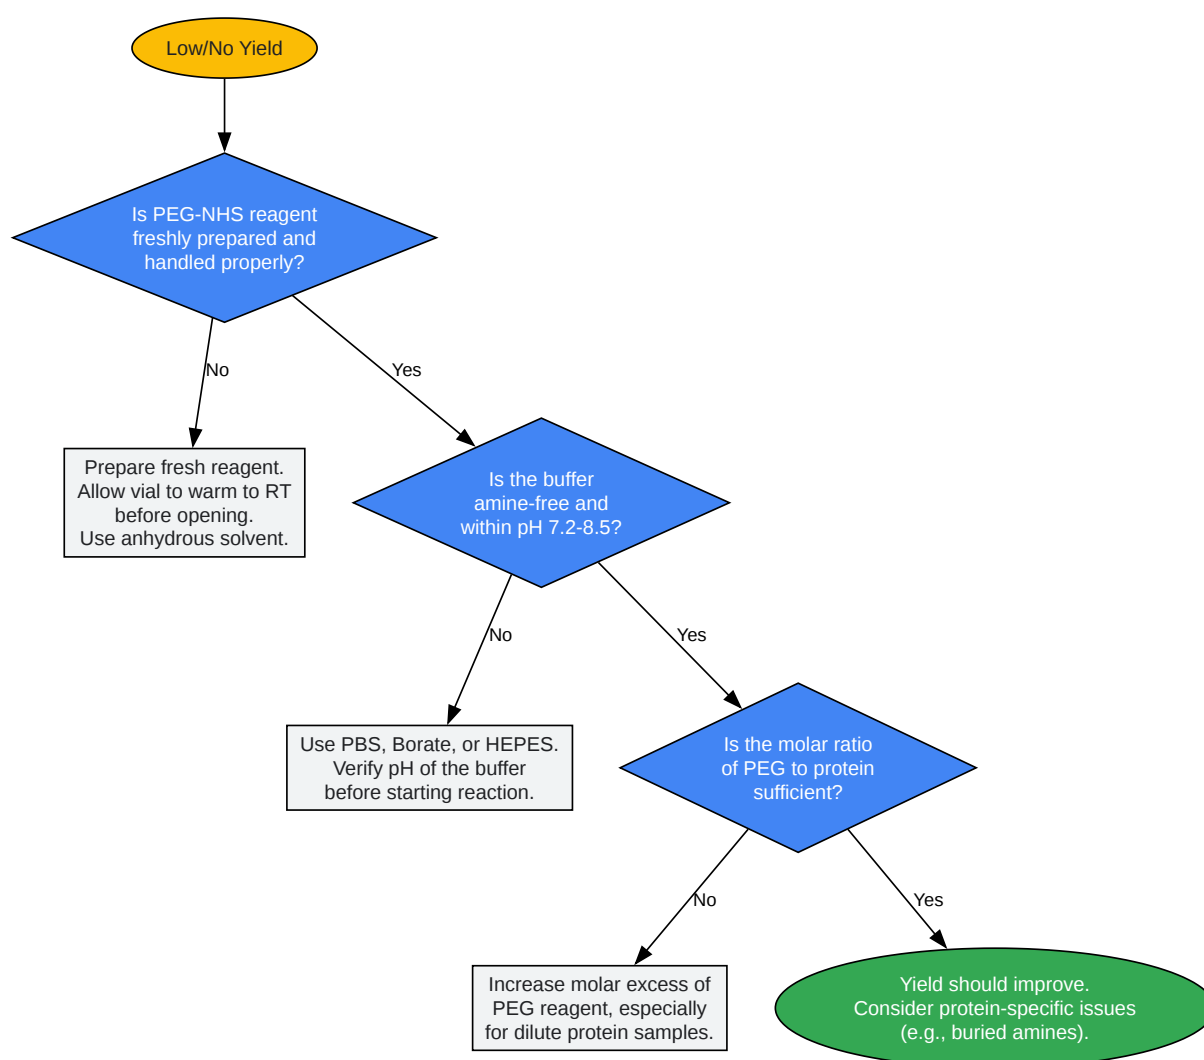 Low/No Yield
Is PEG-NHS reagent
freshly prepared and
handled properly?
No
Yes
Prepare fresh reagent.
Allow vial to warm to RT
before opening.
Use anhydrous solvent.
Is the buffer
amine-free and
within pH 7.2-8.5?
No
Yes
Use PBS, Borate, or HEPES.
Verify pH of the buffer
before starting reaction.
Is the molar ratio
of PEG to protein
sufficient?
No
Yes
Increase molar excess of
PEG reagent, especially
for dilute protein samples.
Yield should improve.
Consider protein-specific issues
(e.g., buried amines).